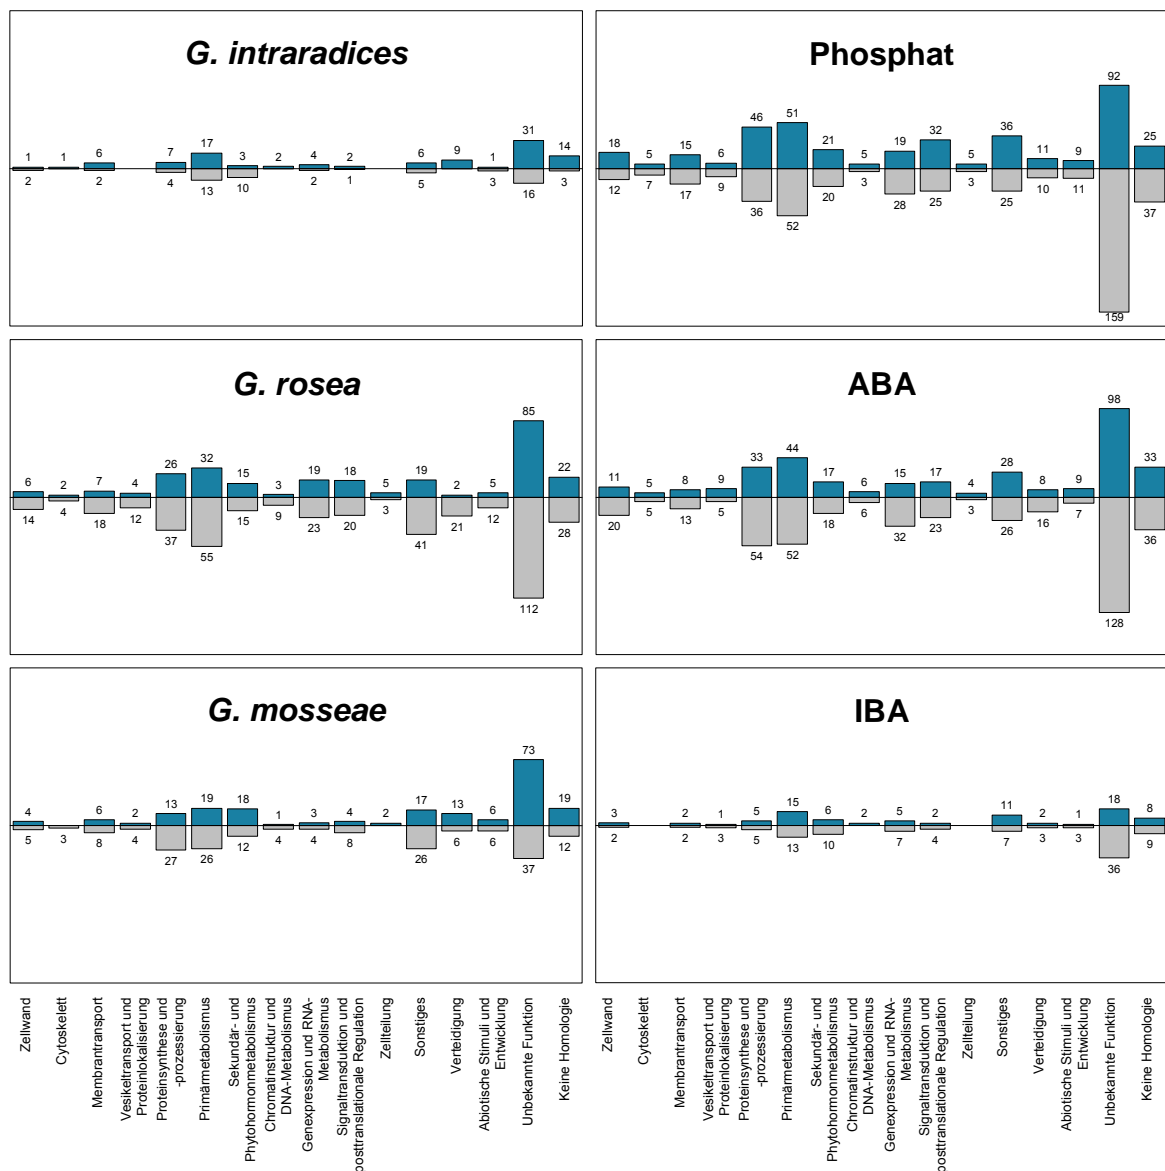 G. intraradices
1 1 6 7 17 3 2 4 2 6 9 1 31 14
2 2 4 13 10 2 1 5 3 16 3
Phosphat
18 5 15 6 46 51 21 5 19 32 5 36 11 9 92 25
12 7 17 9 36 52 20 3 28 25 3 25 10 11 159 37
G. rosea
6 2 7 4 26 32 15 3 19 18 5 19 2 5 85 22
14 4 18 12 37 55 15 9 23 20 3 41 21 12 112 28
ABA
11 5 8 9 33 44 17 6 15 17 4 28 8 9 98 33
20 5 13 5 54 52 18 6 32 23 3 26 16 7 128 36
G. mosseae
4 6 2 13 19 18 1 3 4 2 17 13 6 73 19
5 3 8 4 27 26 12 4 4 8 26 6 6 37 12
IBA
3 2 1 5 15 6 2 5 2 11 2 1 18 8
2 2 3 5 13 10 7 4 7 3 3 36 9
Zellwand
Cytoskelett
Membrantransport
Vesikeltransport und
Proteinlokalisierung
Proteinsynthese und
-prozessierung
Primärmetabolismus
Sekundär- und
Phytohormonmetabolismus
Chromatinstruktur und
DNA-Metabolismus
Genexpression und RNA-
Metabolismus
Signaltransduktion und
posttranslationale Regulation
Zellteilung
Sonstiges
Verteidigung
Abiotische Stimuli und
Entwicklung
Unbekannte Funktion
Keine Homologie
Zellwand
Cytoskelett
Membrantransport
Vesikeltransport und
Proteinlokalisierung
Proteinsynthese und
-prozessierung
Primärmetabolismus
Sekundär- und
Phytohormonmetabolismus
Chromatinstruktur und
DNA-Metabolismus
Genexpression und RNA-
Metabolismus
Signaltransduktion und
posttranslationale Regulation
Zellteilung
Sonstiges
Verteidigung
Abiotische Stimuli und
Entwicklung
Unbekannte Funktion
Keine Homologie